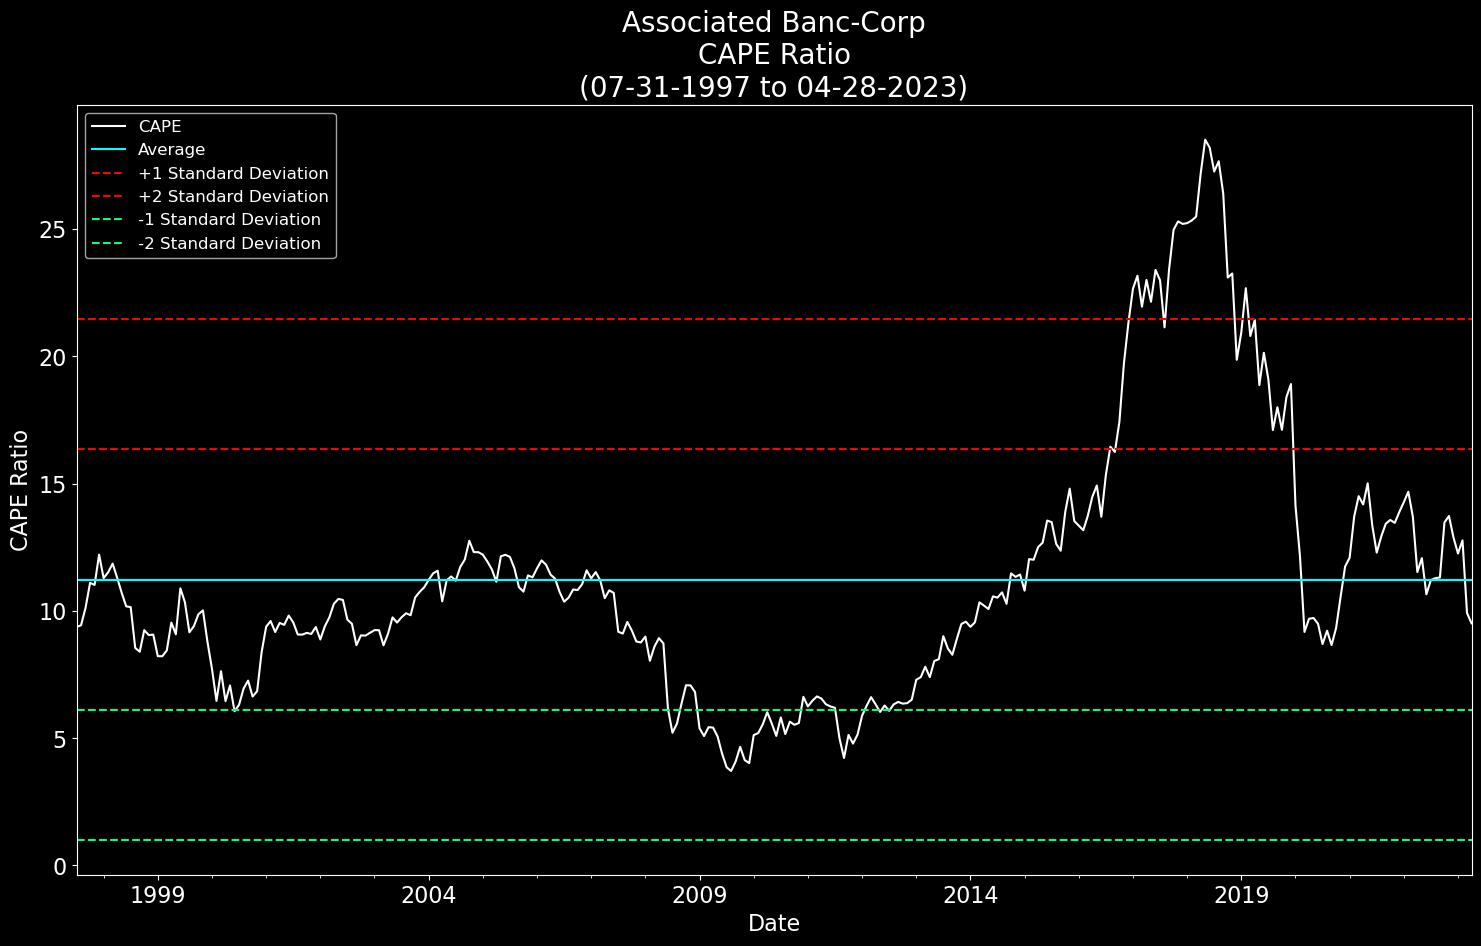 Associated Banc-Corp
CAPE Ratio
(07-31-1997 to 04-28-2023)
CAPE
Average
+1 Standard Deviation
+2 Standard Deviation
-1 Standard Deviation
-2 Standard Deviation
CAPE Ratio
25
20
15
10
5
0
1999
2004
2009
2014
2019
Date